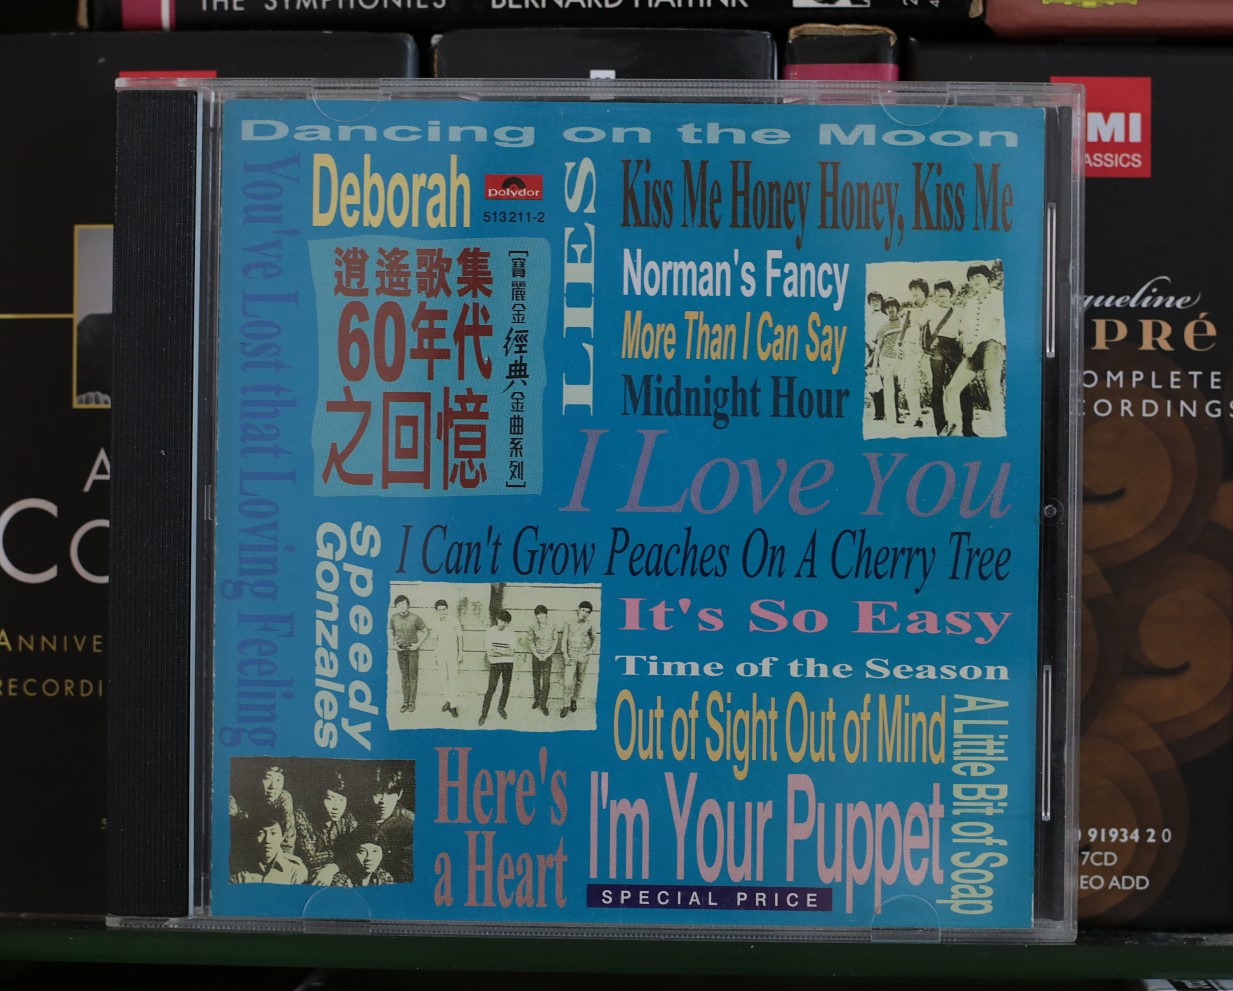 THE SYMPHONIES
BERNARD HAITINK
Dancing on the Moon
You've Lost that Loving Feeling
Deborah
polydor
513 211-2
LIES
Kiss Me Honey Honey, Kiss Me
逍遙歌集
60年代
之回憶
[寶麗金經典金曲系列]
Norman's Fancy
More Than I Can Say
Midnight Hour
I Love You
Speedy
Gonzales
I Can't Grow Peaches On A Cherry Tree
It's So Easy
Time of the Season
Out of Sight Out of Mind
A Little Bit of Soap
Here's
a Heart
I'm Your Puppet
SPECIAL PRICE
MI
ASSICS
queline
PRÉ
OMPLETE
CORDINGS
91934 2 0
7CD
EO ADD
A
CO
ANNIVE
RECORDI